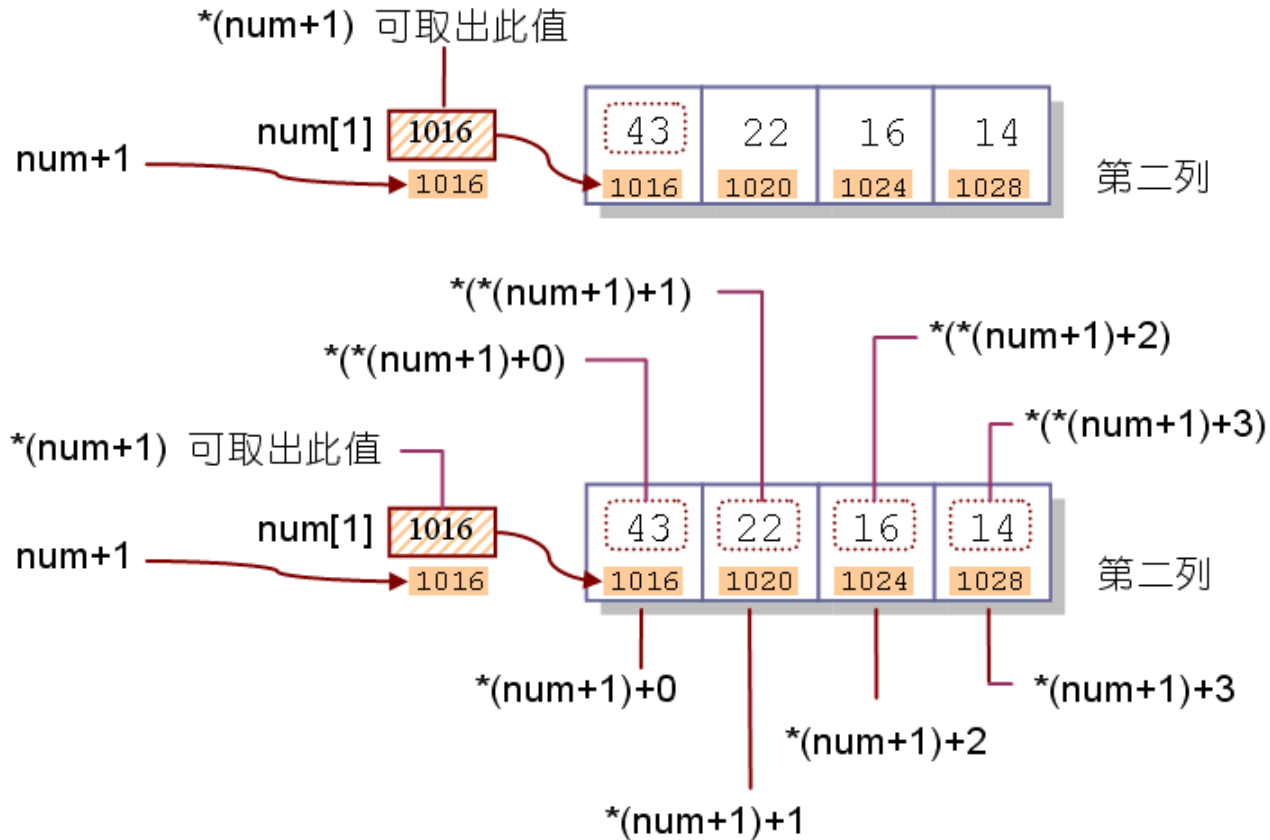 *(num+1) 可取出此值
num[1] 1016 43 22 16 14
num+1
1016 1016 1020 1024 1028 第二列
*(*(num+1)+1)
*(*(num+1)+2)
*(*(num+1)+0)
*(*(num+1)+3)
*(num+1) 可取出此值
num[1] 1016 43 22 16 14
num+1
1016 1016 1020 1024 1028 第二列
*(num+1)+0
*(num+1)+3
*(num+1)+2
*(num+1)+1